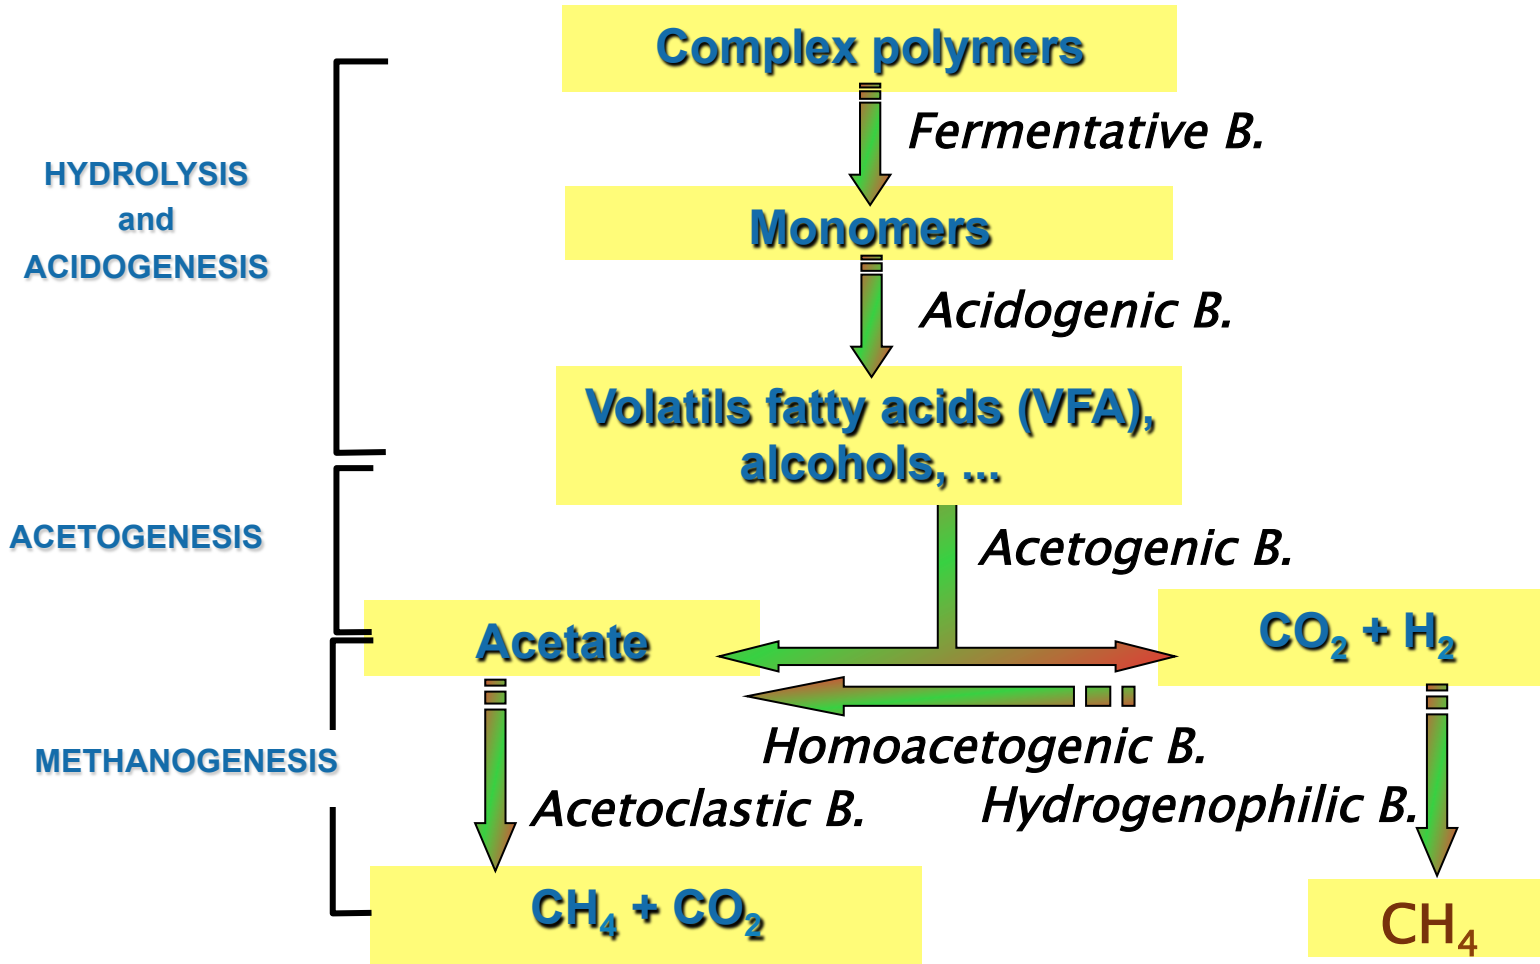 Complex polymers
Fermentative B.
HYDROLYSIS
and
ACIDOGENESIS
Monomers
Acidogenic B.
Volatils fatty acids (VFA),
alcohols, ...
ACETOGENESIS
Acetogenic B.
Acetate
CO₂ + H₂
Homoacetogenic B.
METHANOGENESIS
Acetoclastic B.
Hydrogenophilic B.
CH₄ + CO₂
CH₄